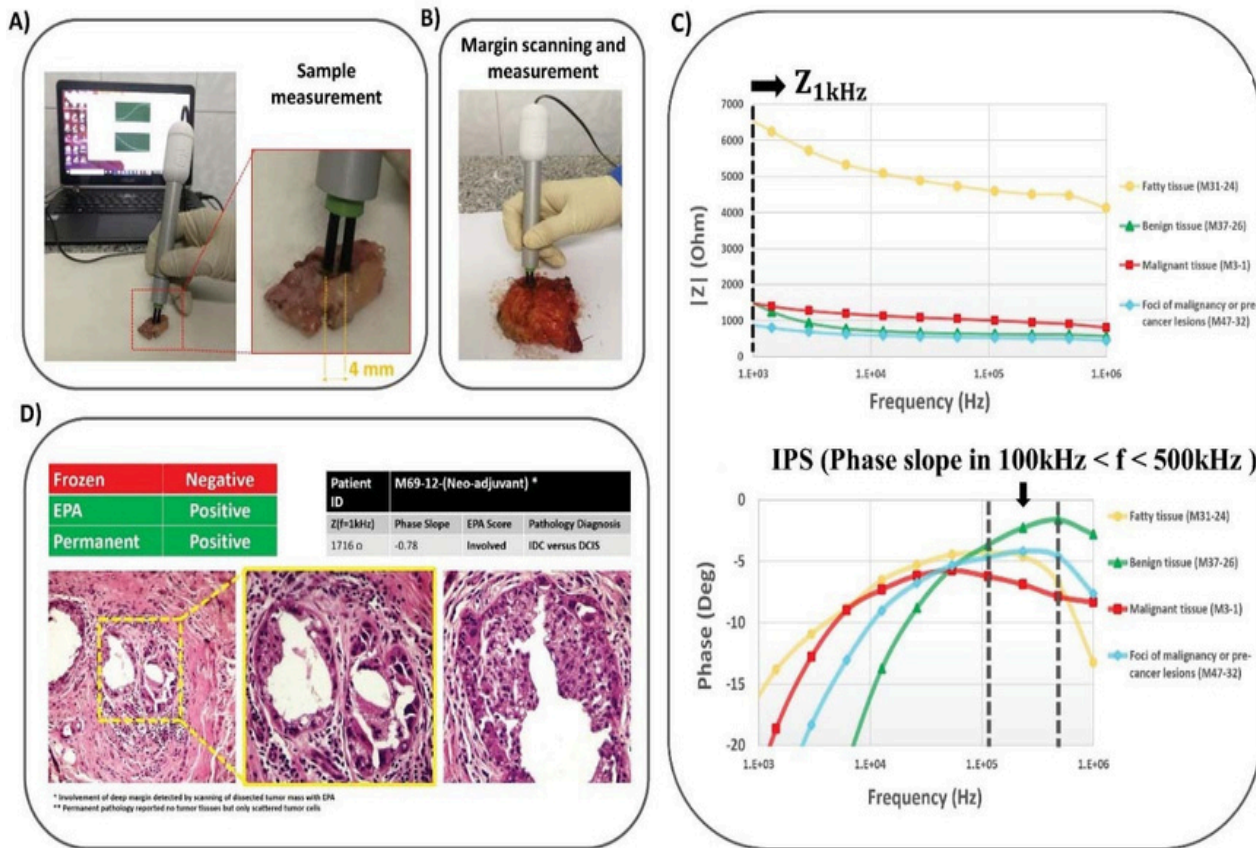 A)
Sample
measurement
4 mm
B)
Margin scanning and
measurement
C)
Z1kHz
|Z| (Ohm)
7000
6000
5000
4000
3000
2000
1000
0
1.E+03 1.E+04 1.E+05 1.E+06
Frequency (Hz)
Fatty tissue (M31-24)
Benign tissue (M37-26)
Malignant tissue (M3-1)
Foci of malignancy or pre-
cancer lesions (M47-32)
IPS (Phase slope in 100kHz < f < 500kHz )
Phase (Deg)
0
-5
-10
-15
-20
1.E+03 1.E+04 1.E+05 1.E+06
Frequency (Hz)
Fatty tissue (M31-24)
Benign tissue (M37-26)
Malignant tissue (M3-1)
Foci of malignancy or pre-
cancer lesions (M47-32)
D)
Frozen Negative
EPA Positive
Permanent Positive
Patient ID M69-12-(Neo-adjuvant) *
Z(f=1kHz) Phase Slope EPA Score Pathology Diagnosis
1716 Ω -0.78 Involved IDC versus DCIS
* Involvement of deep margin detected by scanning of dissected tumor mass with EPA
** Permanent pathology reported no tumor tissues but only scattered tumor cells